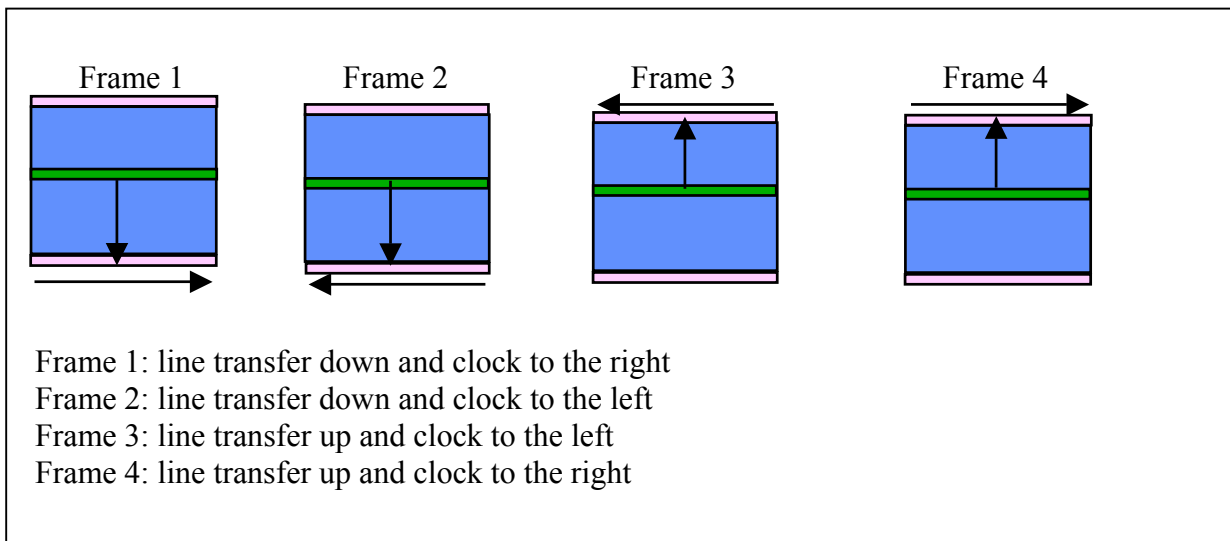 Frame 1 Frame 2 Frame 3 Frame 4
Frame 1: line transfer down and clock to the right
Frame 2: line transfer down and clock to the left
Frame 3: line transfer up and clock to the left
Frame 4: line transfer up and clock to the right